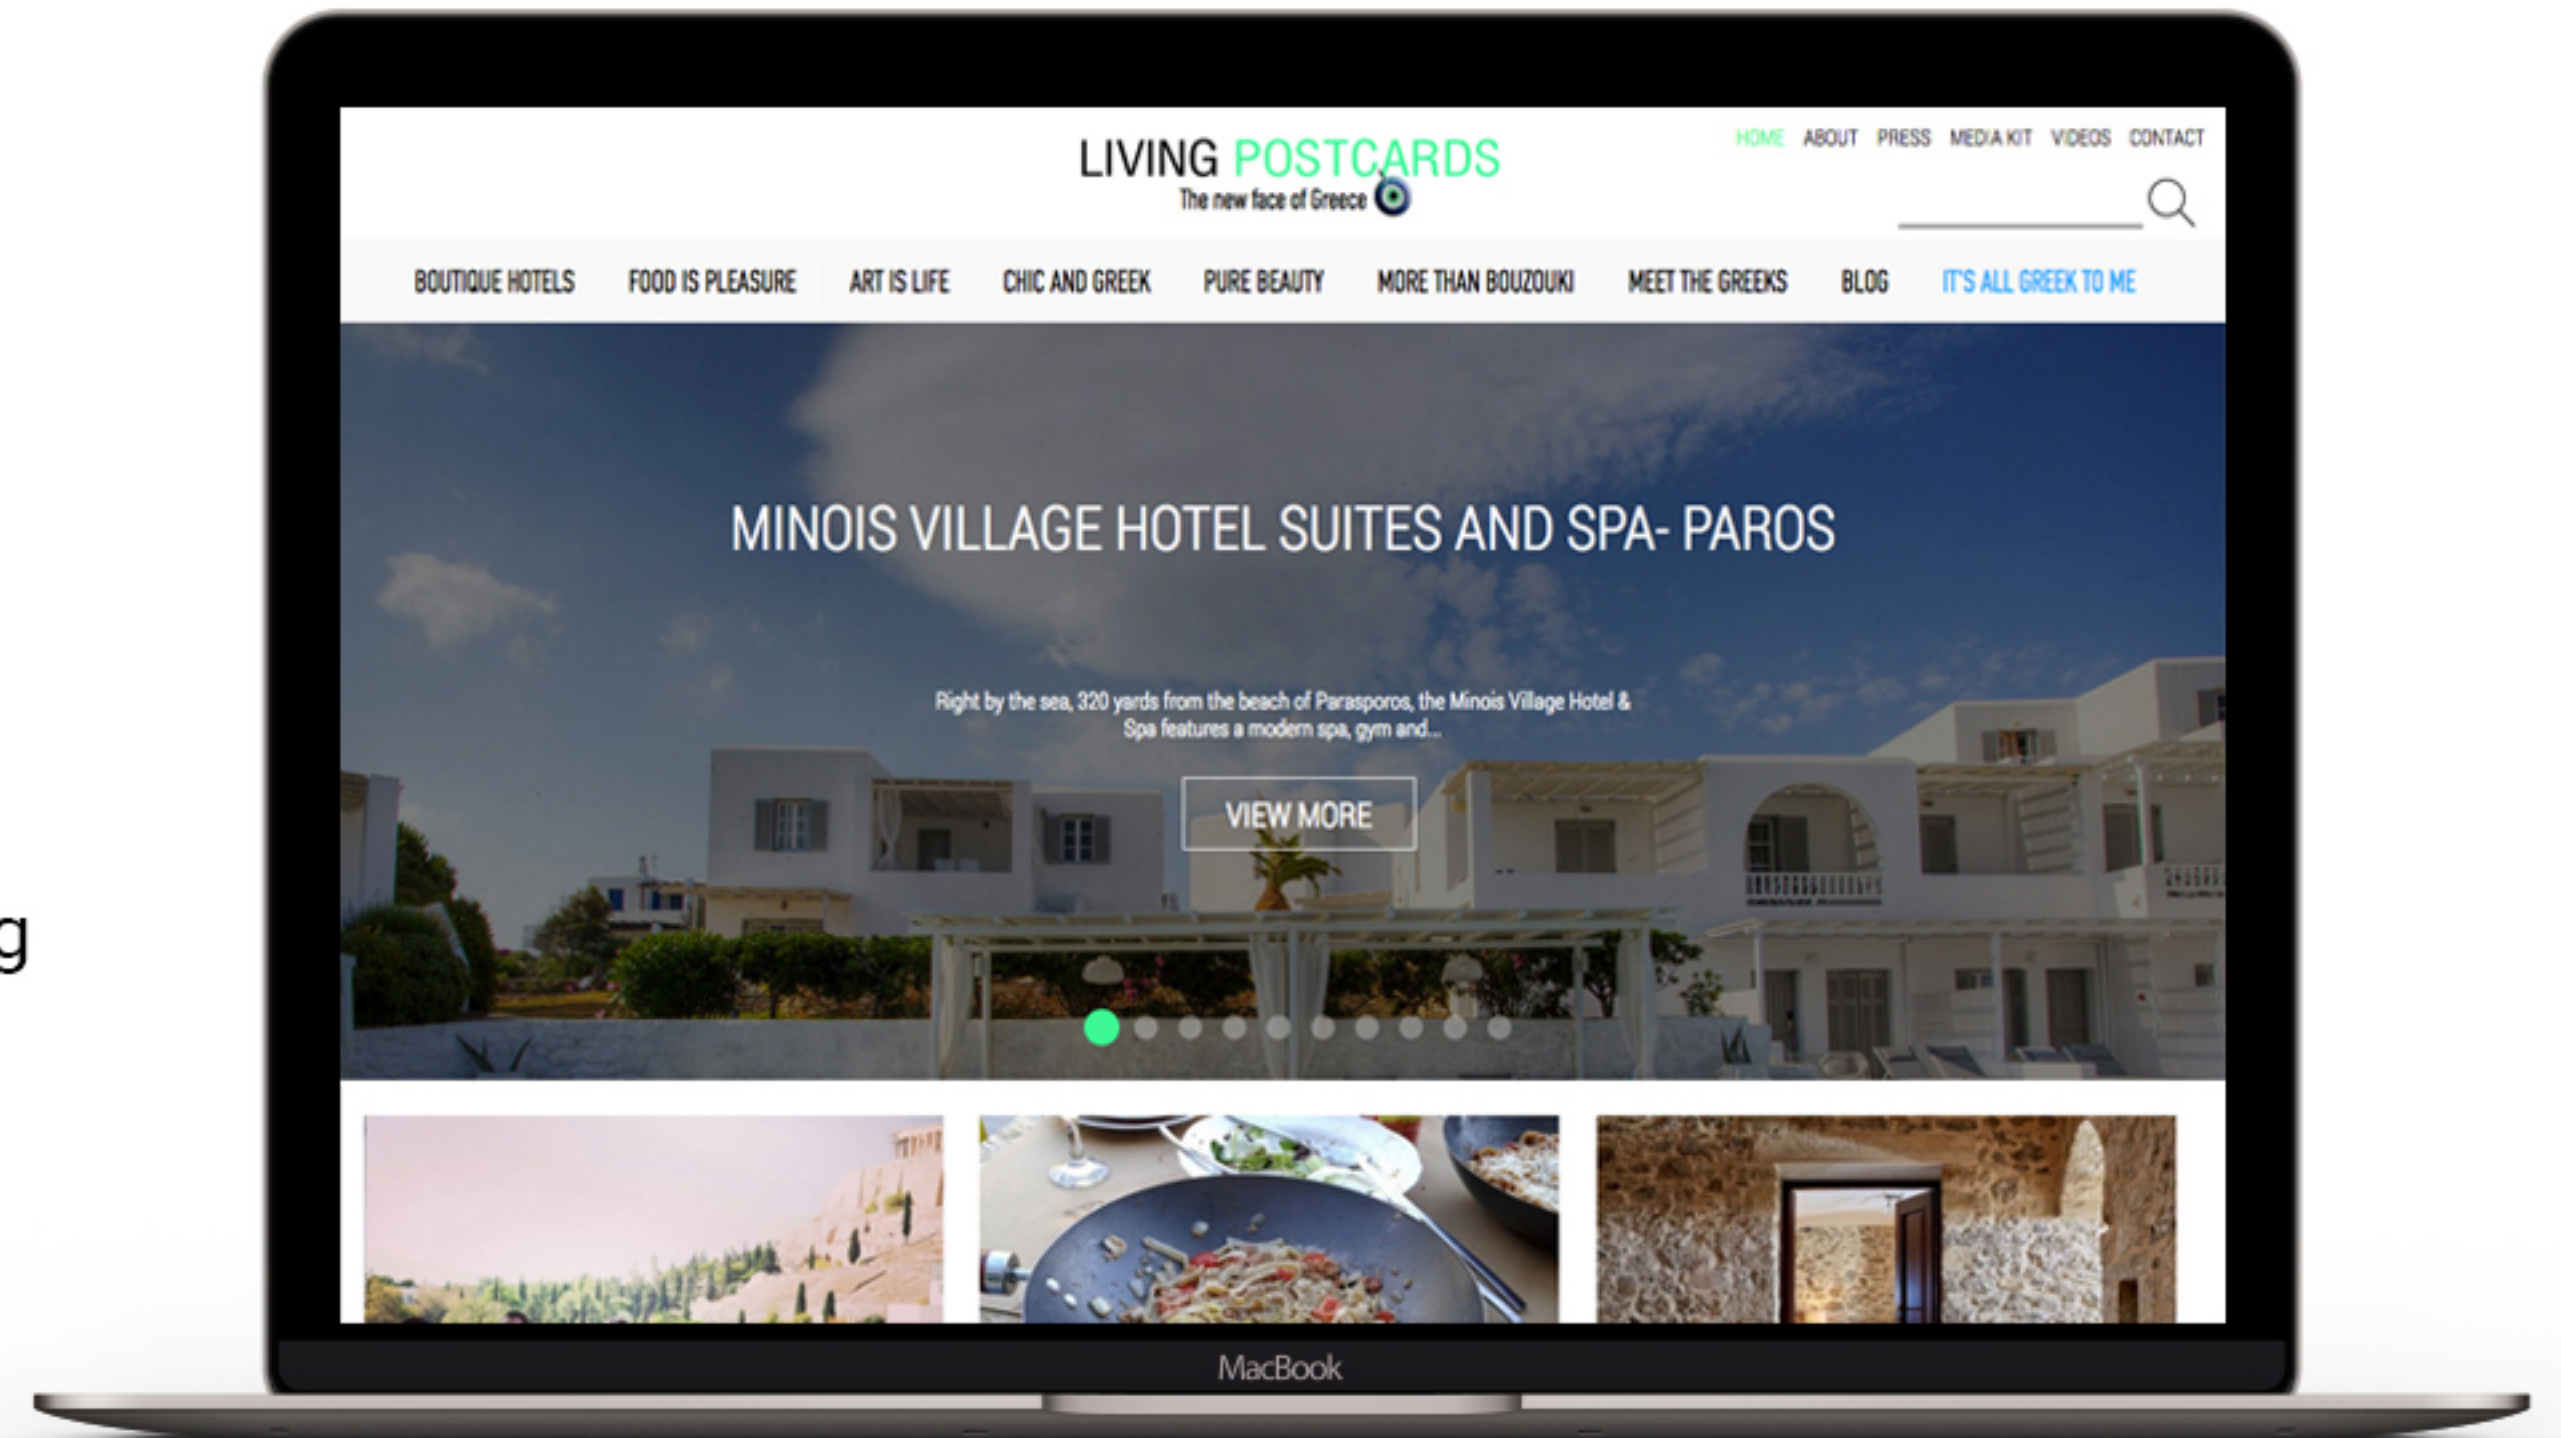 LIVING POSTCARDS
The new face of Greece
HOME ABOUT PRESS MEDIA KIT VIDEOS CONTACT
BOUTIQUE HOTELS FOOD IS PLEASURE ART IS LIFE CHIC AND GREEK PURE BEAUTY MORE THAN BOUZOUKI MEET THE GREEKS BLOG IT'S ALL GREEK TO ME
MINOIS VILLAGE HOTEL SUITES AND SPA- PAROS
Right by the sea, 320 yards from the beach of Parasporos, the Minois Village Hotel &
Spa features a modern spa, gym and...
VIEW MORE
g
MacBook